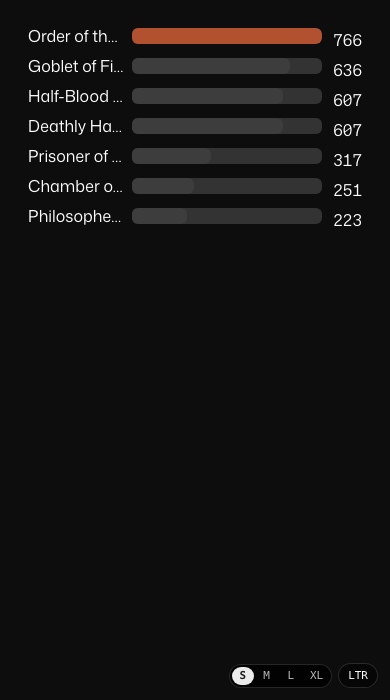 Order of th... 766
Goblet of Fi... 636
Half-Blood ... 607
Deathly Ha... 607
Prisoner of ... 317
Chamber o... 251
Philosophe... 223
S M L XL LTR